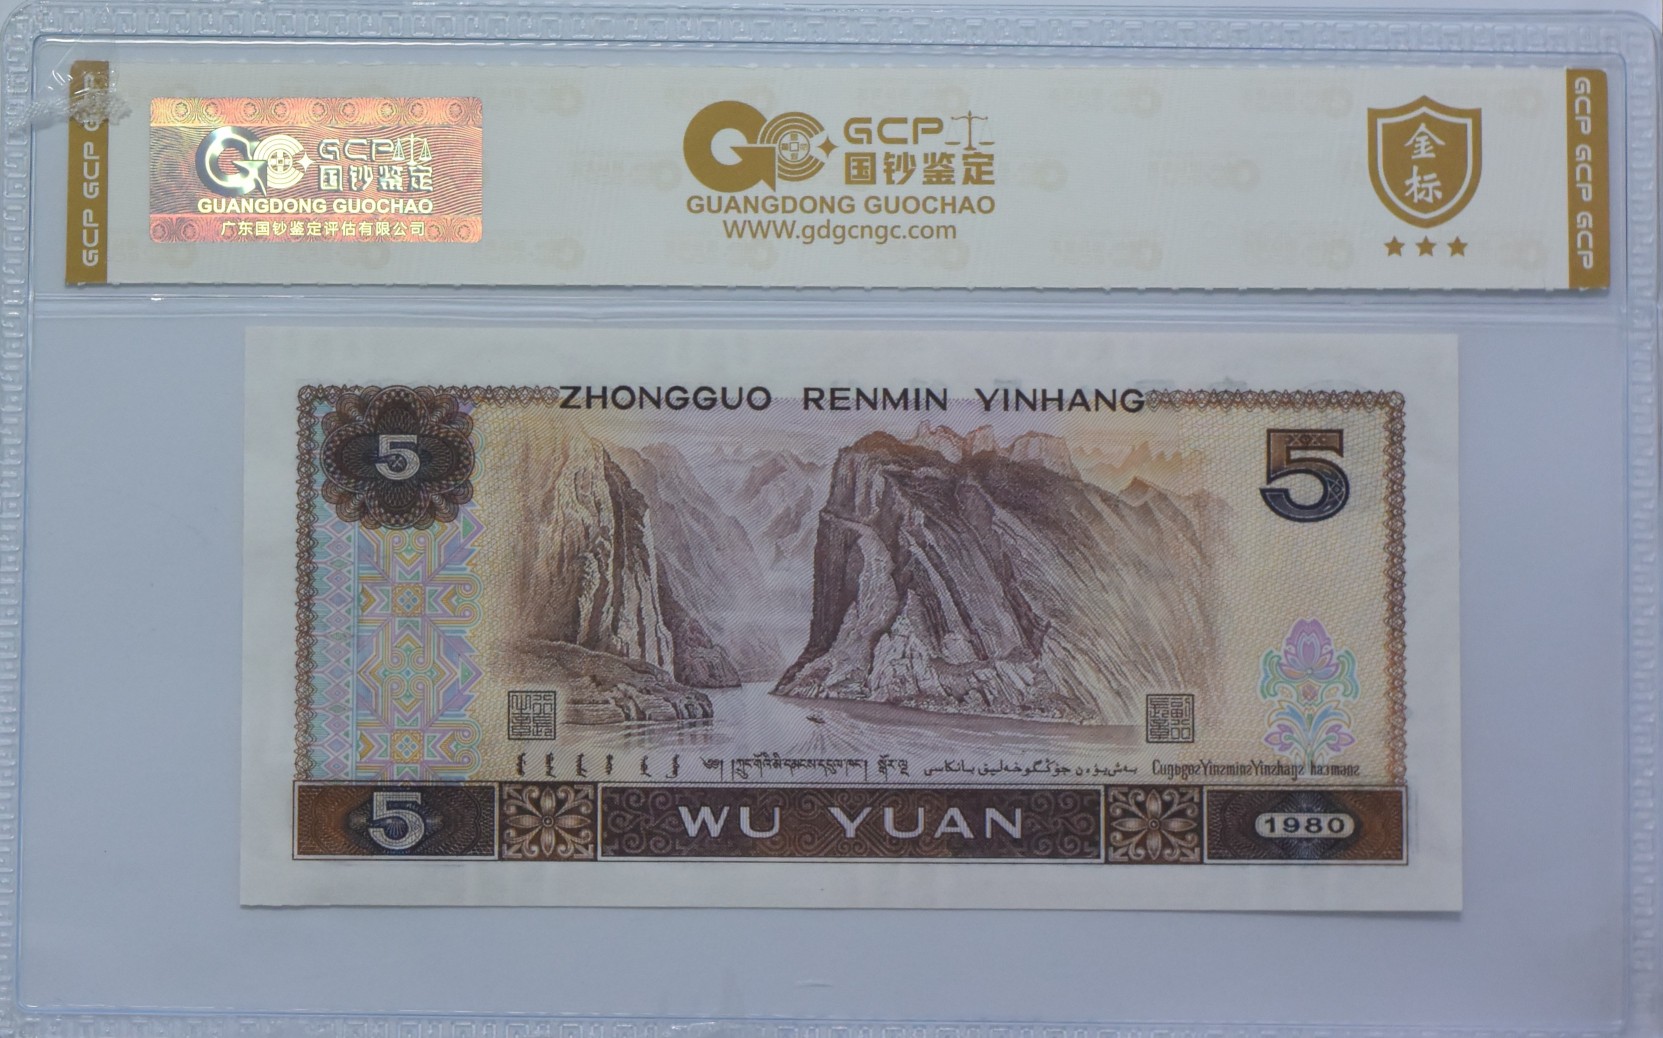 GCP GCP GCP
GCP 国钞鉴定
GUANGDONG GUOCHAO
广东国钞鉴定评估有限公司
GCP
国钞鉴定
GUANGDONG GUOCHAO
WWW.gdgcngc.com
金标
GCP GCP GCP
ZHONGGUO RENMIN YINHANG
5
5
5
WU YUAN
1980